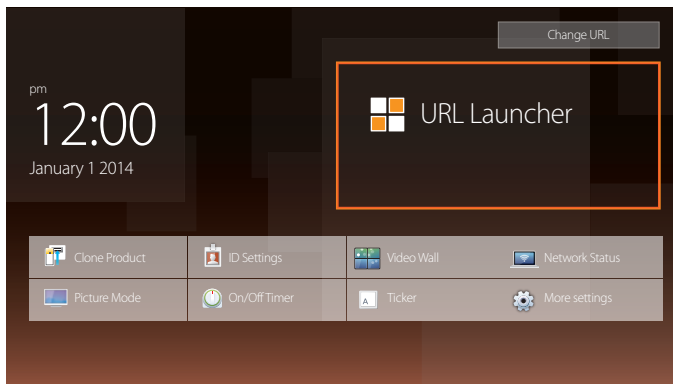 Change URL
pm
12:00
January 1 2014
URL Launcher
Clone Product
ID Settings
Video Wall
Network Status
Picture Mode
On/Off Timer
A
Ticker
More settings